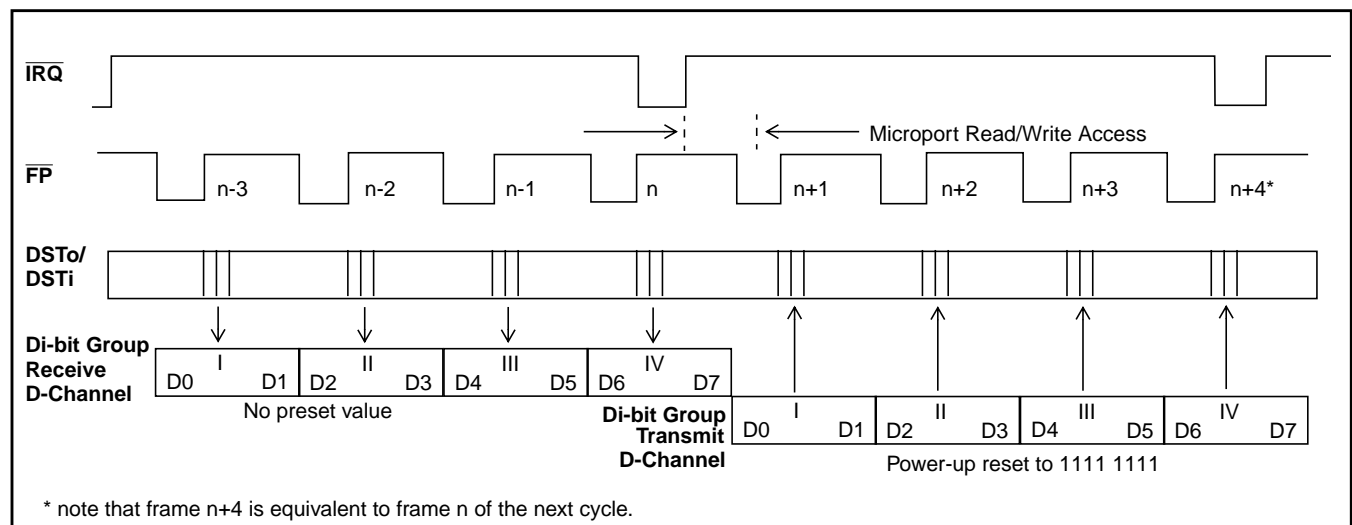 IRQ
Microport Read/Write Access
FP
n-3 n-2 n-1 n n+1 n+2 n+3 n+4*
DSTo/
DSTi
Di-bit Group
Receive
D-Channel
I II III IV
D0 D1 D2 D3 D4 D5 D6 D7
No preset value
Di-bit Group
Transmit
D-Channel
I II III IV
D0 D1 D2 D3 D4 D5 D6 D7
Power-up reset to 1111 1111
* note that frame n+4 is equivalent to frame n of the next cycle.